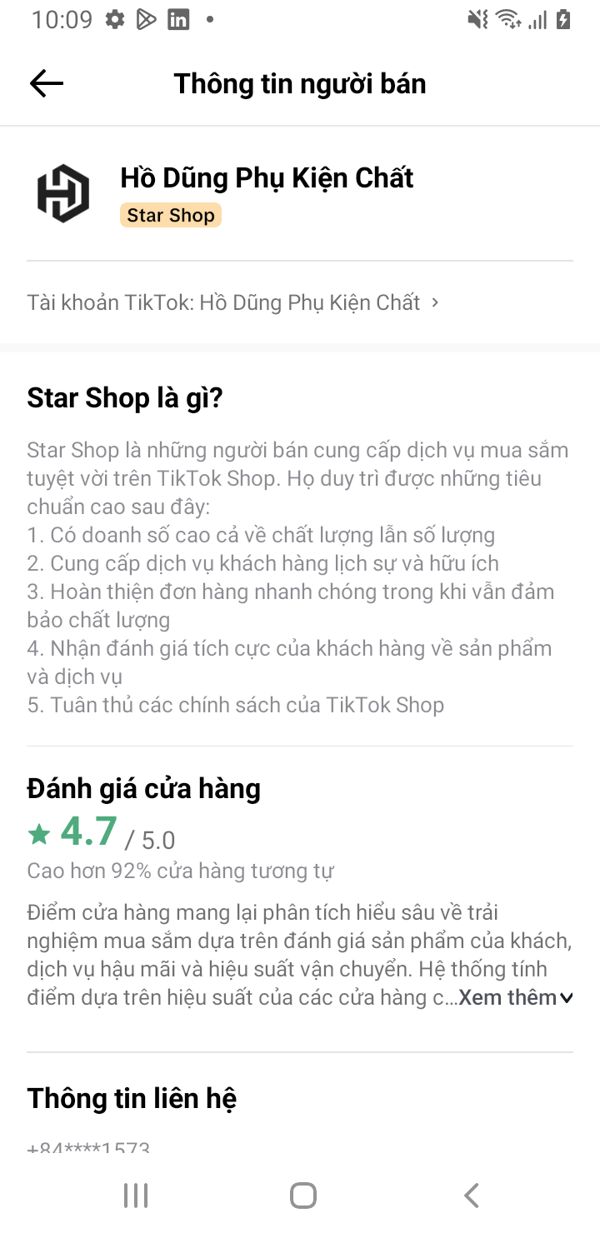 10:09
Thông tin người bán
Hồ Dũng Phụ Kiện Chất
Star Shop
Tài khoản TikTok: Hồ Dũng Phụ Kiện Chất
Star Shop là gì?
Star Shop là những người bán cung cấp dịch vụ mua sắm
tuyệt vời trên TikTok Shop. Họ duy trì được những tiêu
chuẩn cao sau đây:
1. Có doanh số cao cả về chất lượng lẫn số lượng
2. Cung cấp dịch vụ khách hàng lịch sự và hữu ích
3. Hoàn thiện đơn hàng nhanh chóng trong khi vẫn đảm
bảo chất lượng
4. Nhận đánh giá tích cực của khách hàng về sản phẩm
và dịch vụ
5. Tuân thủ các chính sách của TikTok Shop
Đánh giá cửa hàng
4.7 / 5.0
Cao hơn 92% cửa hàng tương tự
Điểm cửa hàng mang lại phân tích hiểu sâu về trải
nghiệm mua sắm dựa trên đánh giá sản phẩm của khách,
dịch vụ hậu mãi và hiệu suất vận chuyển. Hệ thống tính
điểm dựa trên hiệu suất của các cửa hàng c...Xem thêm
Thông tin liên hệ
+84****1573